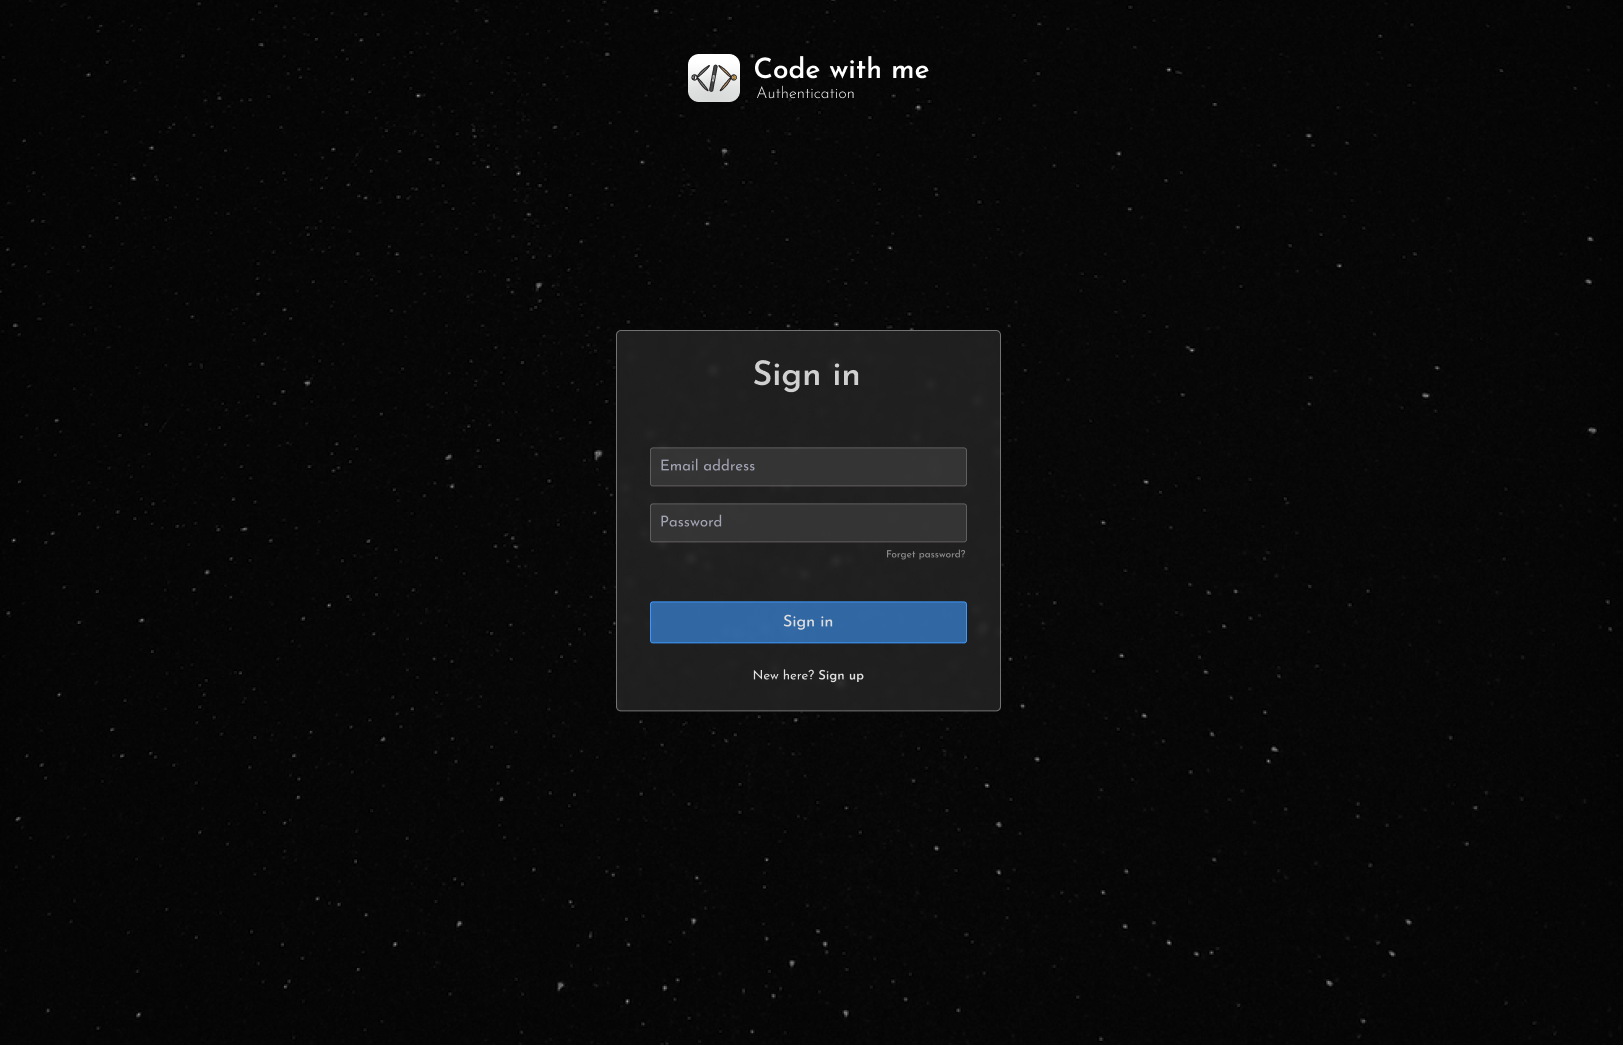 Code with me
Authentication
Sign in
Email address
Password
Forget password?
Sign in
New here? Sign up